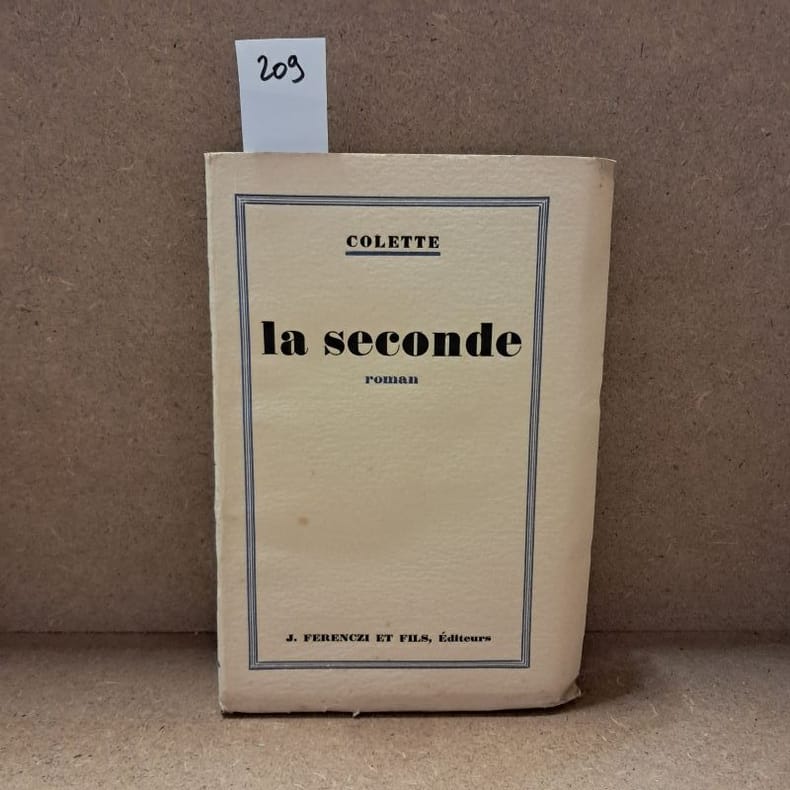 209
COLETTE
la seconde
roman
J. FERENCZI ET FILS, Éditeurs